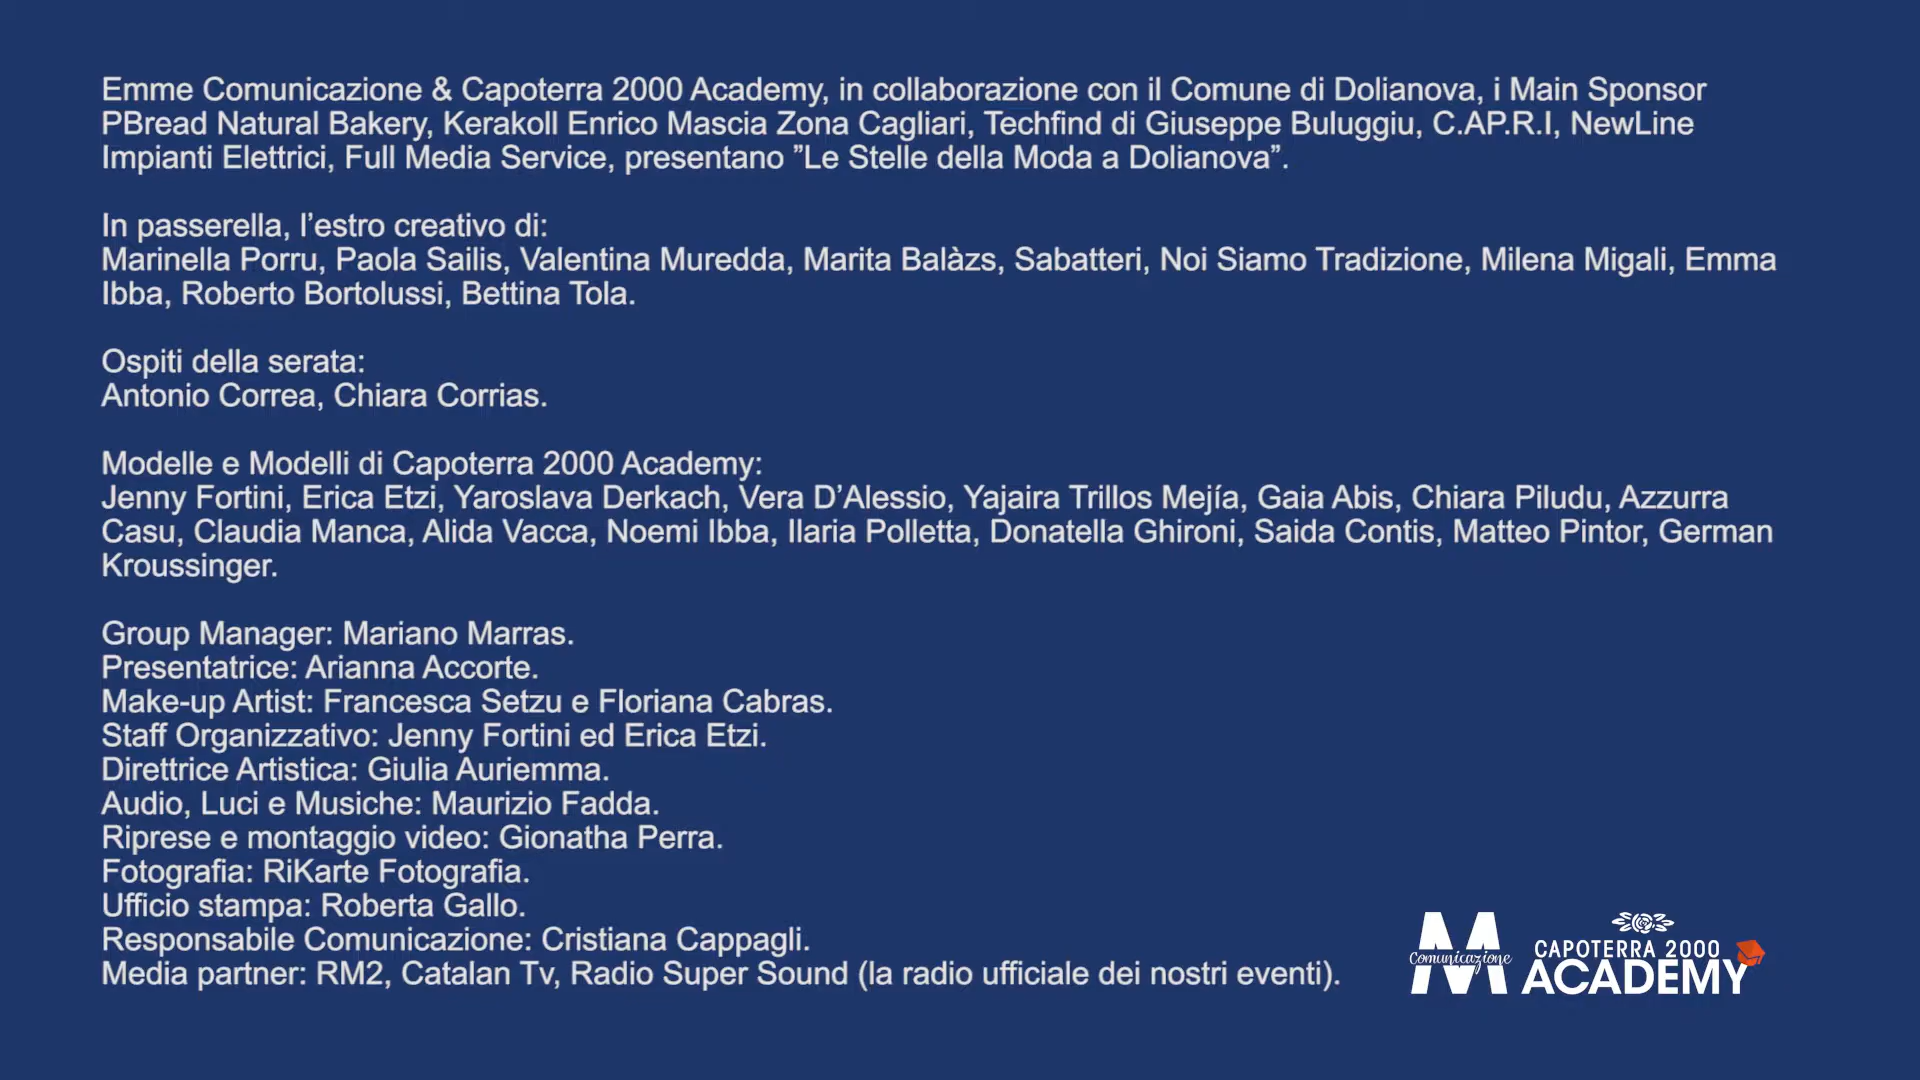 Emme Comunicazione & Capoterra 2000 Academy, in collaborazione con il Comune di Dolianova, i Main Sponsor
PBread Natural Bakery, Kerakoll Enrico Mascia Zona Cagliari, Techfind di Giuseppe Buluggiu, C.AP.R.I, NewLine
Impianti Elettrici, Full Media Service, presentano ”Le Stelle della Moda a Dolianova”.
In passerella, l’estro creativo di:
Marinella Porru, Paola Sailis, Valentina Muredda, Marita Balàzs, Sabatteri, Noi Siamo Tradizione, Milena Migali, Emma
Ibba, Roberto Bortolussi, Bettina Tola.
Ospiti della serata:
Antonio Correa, Chiara Corrias.
Modelle e Modelli di Capoterra 2000 Academy:
Jenny Fortini, Erica Etzi, Yaroslava Derkach, Vera D’Alessio, Yajaira Trillos Mejía, Gaia Abis, Chiara Piludu, Azzurra
Casu, Claudia Manca, Alida Vacca, Noemi Ibba, Ilaria Polletta, Donatella Ghironi, Saida Contis, Matteo Pintor, German
Kroussinger.
Group Manager: Mariano Marras.
Presentatrice: Arianna Accorte.
Make-up Artist: Francesca Setzu e Floriana Cabras.
Staff Organizzativo: Jenny Fortini ed Erica Etzi.
Direttrice Artistica: Giulia Auriemma.
Audio, Luci e Musiche: Maurizio Fadda.
Riprese e montaggio video: Gionatha Perra.
Fotografia: RiKarte Fotografia.
Ufficio stampa: Roberta Gallo.
Responsabile Comunicazione: Cristiana Cappagli.
Media partner: RM2, Catalan Tv, Radio Super Sound (la radio ufficiale dei nostri eventi).
M
Comunicazione
CAPOTERRA 2000
ACADEMY